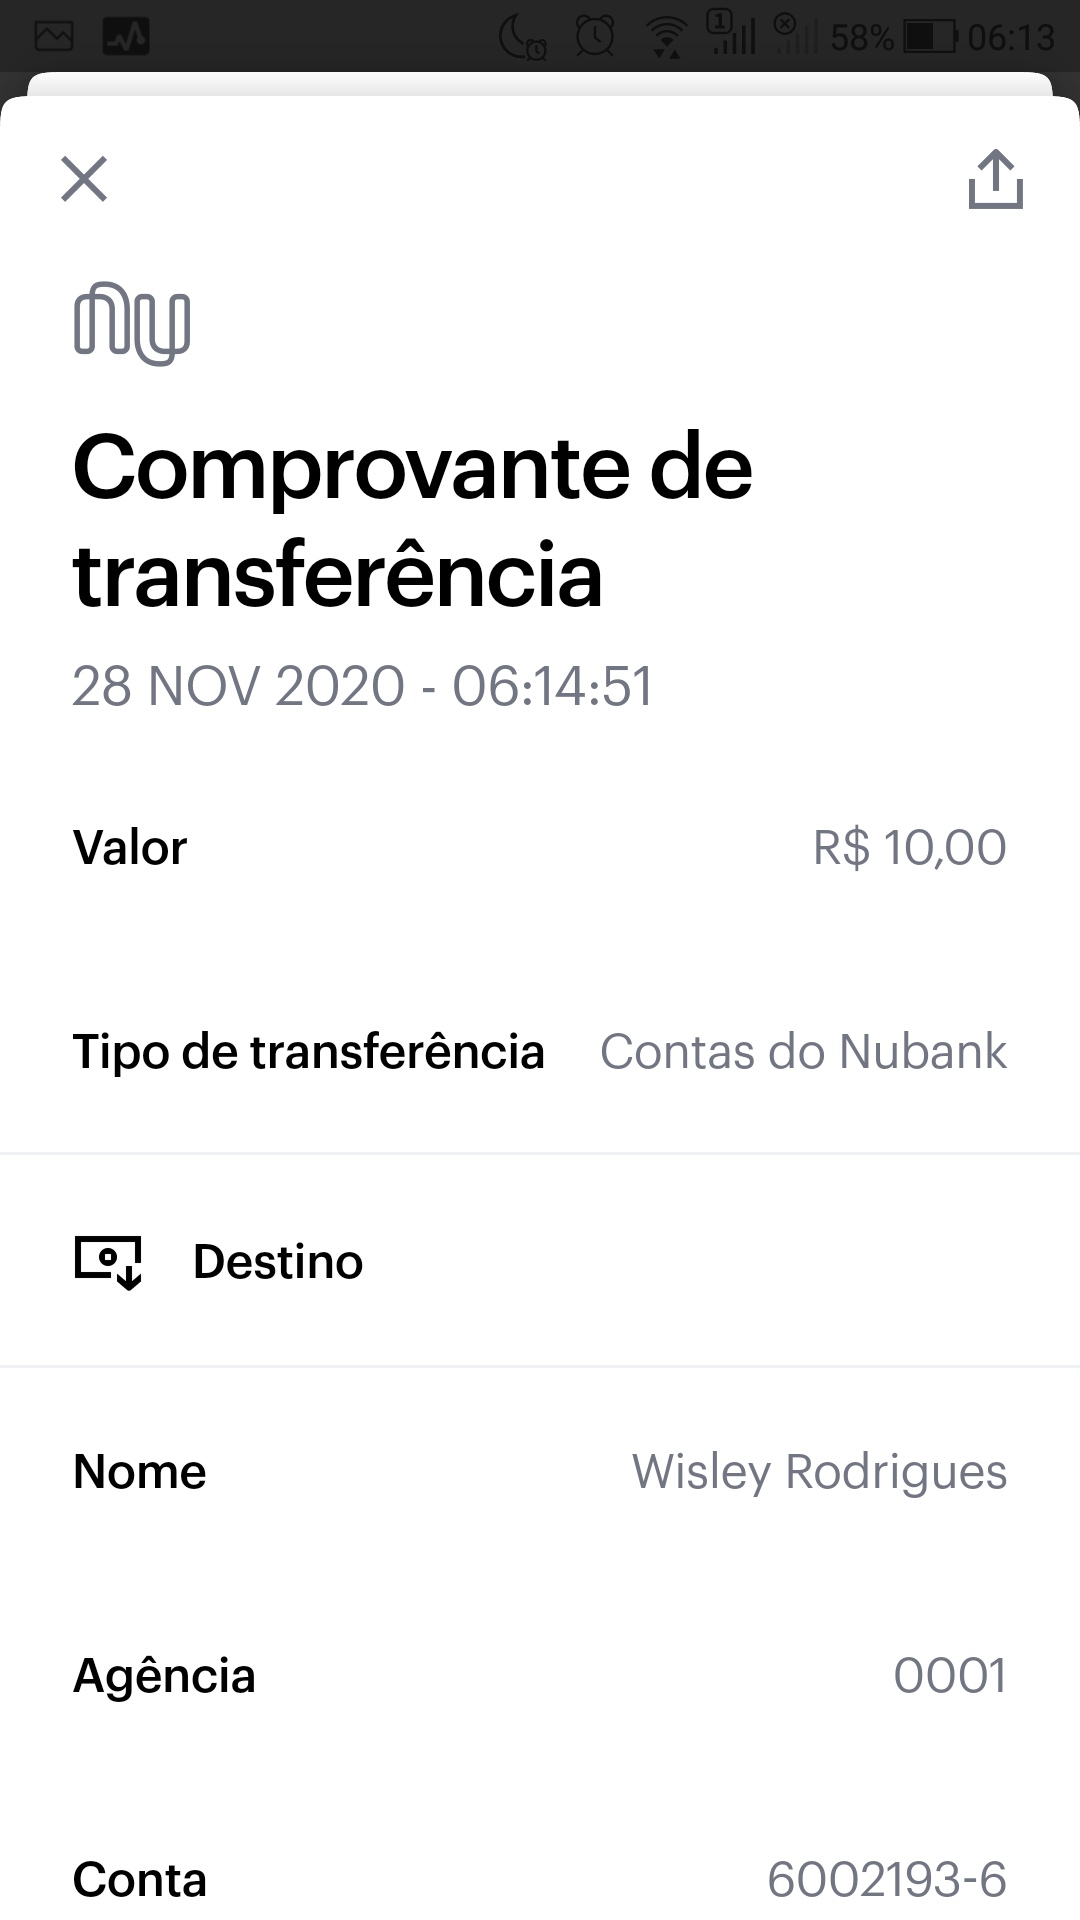 1 58% 06:13
nu
Comprovante de
transferência
28 NOV 2020 - 06:14:51
Valor R$ 10,00
Tipo de transferência Contas do Nubank
Destino
Nome Wisley Rodrigues
Agência 0001
Conta 6002193-6